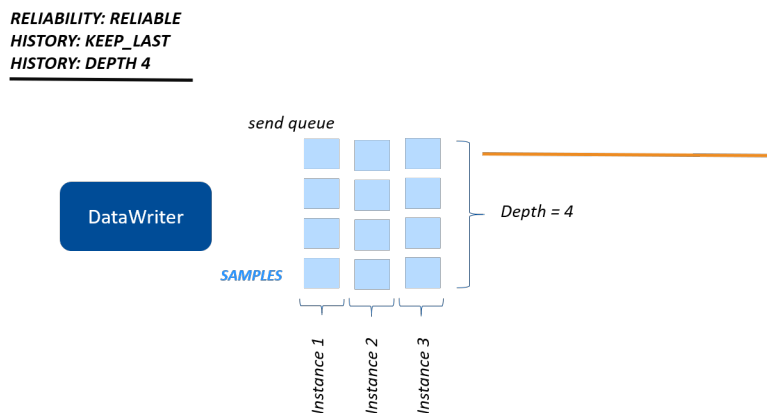 RELIABILITY: RELIABLE
HISTORY: KEEP_LAST
HISTORY: DEPTH 4
send queue
DataWriter
Depth = 4
SAMPLES
Instance 1
Instance 2
Instance 3